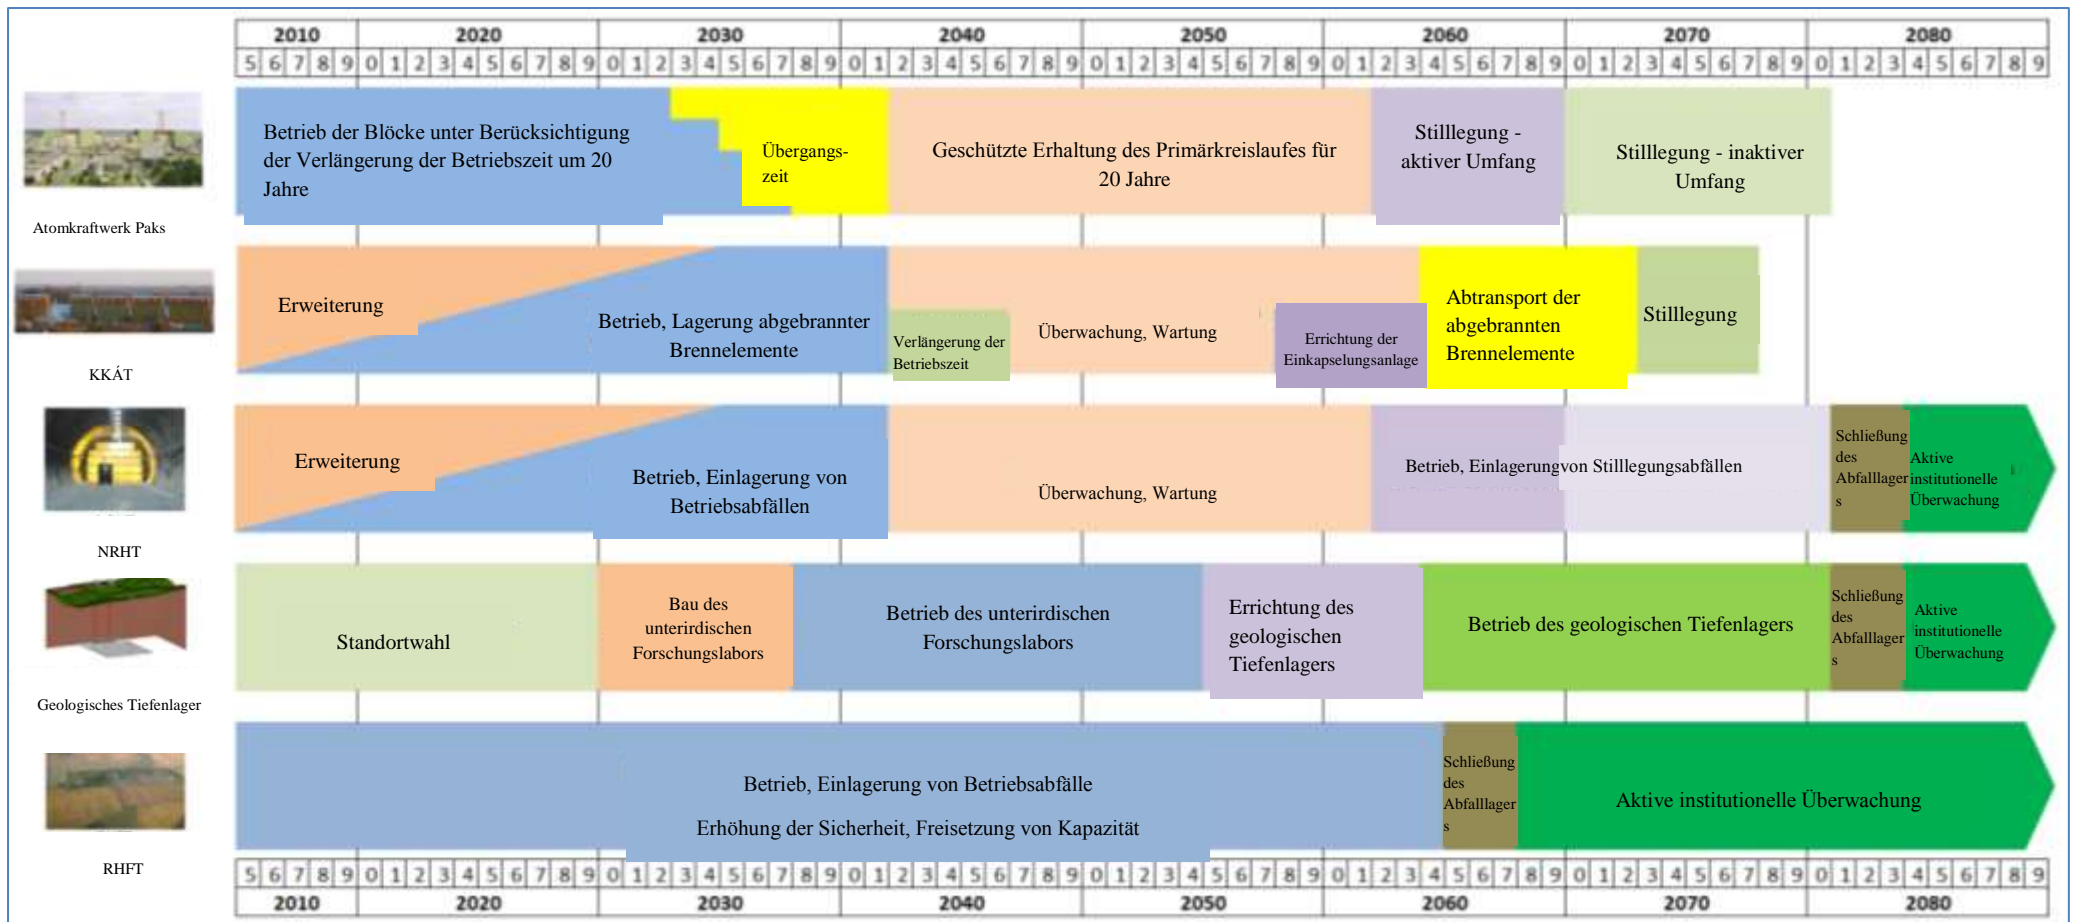 2010 2020 2030 2040 2050 2060 2070 2080
5 6 7 8 9 0 1 2 3 4 5 6 7 8 9 0 1 2 3 4 5 6 7 8 9 0 1 2 3 4 5 6 7 8 9 0 1 2 3 4 5 6 7 8 9 0 1 2 3 4 5 6 7 8 9 0 1 2 3 4 5 6 7 8 9 0 1 2 3 4 5 6 7 8 9
Atomkraftwerk Paks
Betrieb der Blöcke unter Berücksichtigung
der Verlängerung der Betriebszeit um 20
Jahre
Übergangs-
zeit
Geschützte Erhaltung des Primärkreislaufes für
20 Jahre
Stilllegung -
aktiver Umfang
Stilllegung - inaktiver
Umfang
KKÁT
Erweiterung
Betrieb, Lagerung abgebrannter
Brennelemente
Verlängerung der
Betriebszeit
Überwachung, Wartung
Errichtung der
Einkapselungsanlage
Abtransport der
abgebrannten
Brennelemente
Stilllegung
NRHT
Erweiterung
Betrieb, Einlagerung von
Betriebsabfällen
Überwachung, Wartung
Betrieb, Einlagerungvon Stilllegungsabfällen
Schließung
des
Abfalllager
s
Aktive
institutionelle
Überwachung
Geologisches Tiefenlager
Standortwahl
Bau des
unterirdischen
Forschungslabors
Betrieb des unterirdischen
Forschungslabors
Errichtung des
geologischen
Tiefenlagers
Betrieb des geologischen Tiefenlagers
Schließung
des
Abfalllager
s
Aktive
institutionelle
Überwachung
RHFT
Betrieb, Einlagerung von Betriebsabfälle
Erhöhung der Sicherheit, Freisetzung von Kapazität
Schließung
des
Abfalllager
s
Aktive institutionelle Überwachung
5 6 7 8 9 0 1 2 3 4 5 6 7 8 9 0 1 2 3 4 5 6 7 8 9 0 1 2 3 4 5 6 7 8 9 0 1 2 3 4 5 6 7 8 9 0 1 2 3 4 5 6 7 8 9 0 1 2 3 4 5 6 7 8 9 0 1 2 3 4 5 6 7 8 9
2010 2020 2030 2040 2050 2060 2070 2080